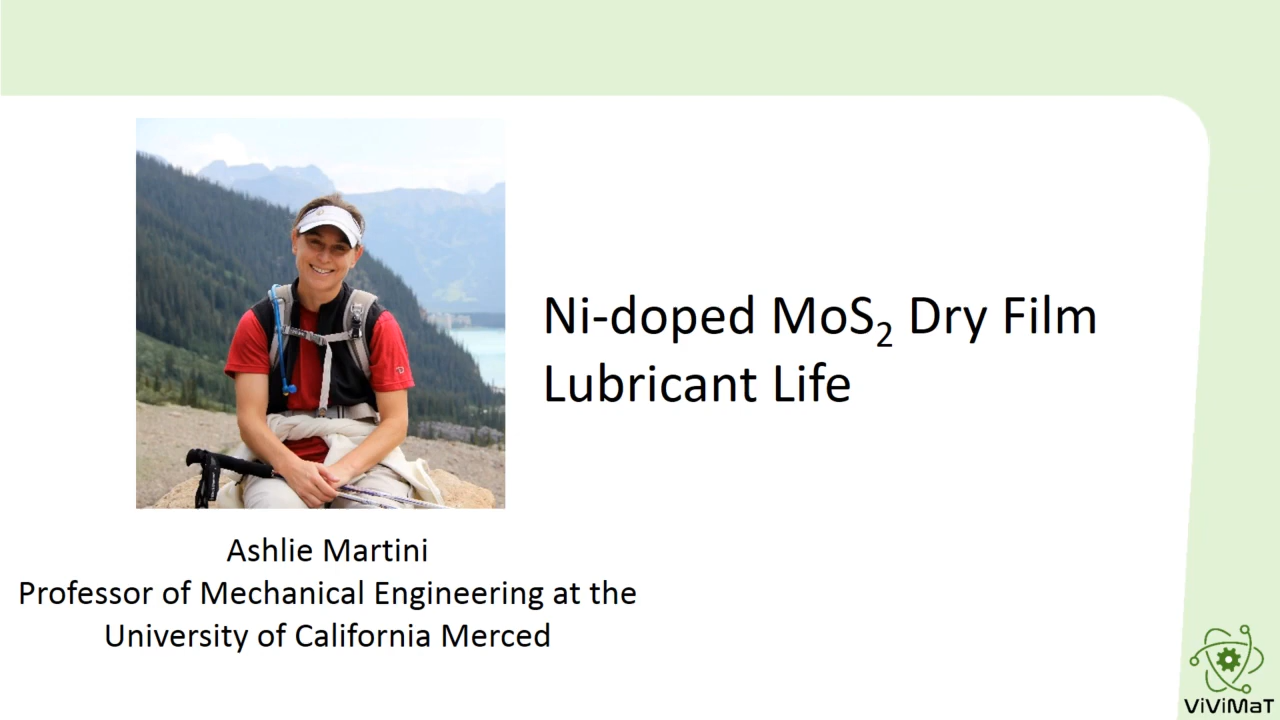 Ni-doped MoS₂ Dry Film
Lubricant Life
Ashlie Martini
Professor of Mechanical Engineering at the
University of California Merced
ViViMaT